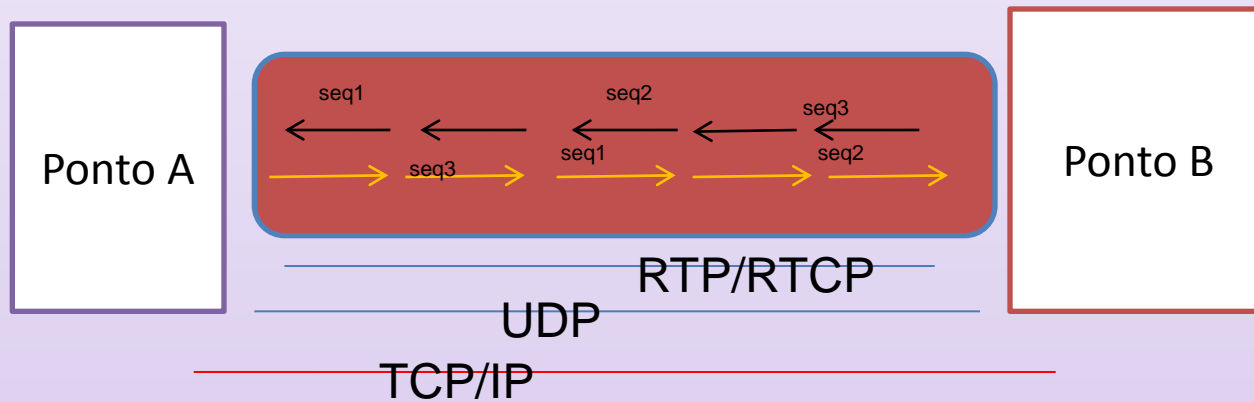 seq1
seq2
seq3
Ponto A
seq3
seq1
seq2
Ponto B
RTP/RTCP
UDP
TCP/IP